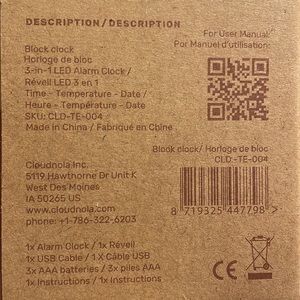 DESCRIPTION / DESCRIPTION
Block clock
Horloge de bloc
3-in-1 LED Alarm Clock /
Réveil LED 3 en 1
Time - Temperature - Date /
Heure - Température - Date /
SKU: CLD-TE-004
Made in China / Fabriqué en Chine
For User Manual:
Por Manuel d'utilisation:
Cloudnola Inc.
5119 Hawthorne Dr Unit K
West Des Moines
IA 50265 US
www.cloudnola.com
phone: +1-786-322-6203
Block clock/ Horloge de bloc
CLD-TE-004
8 719325 447798 >
1x Alarm Clock / 1x Réveil
1x USB Cable / 1 X Câble USB
3x AAA batteries / 3x piles AAA
1x Instructions / 1x Instructions
CE